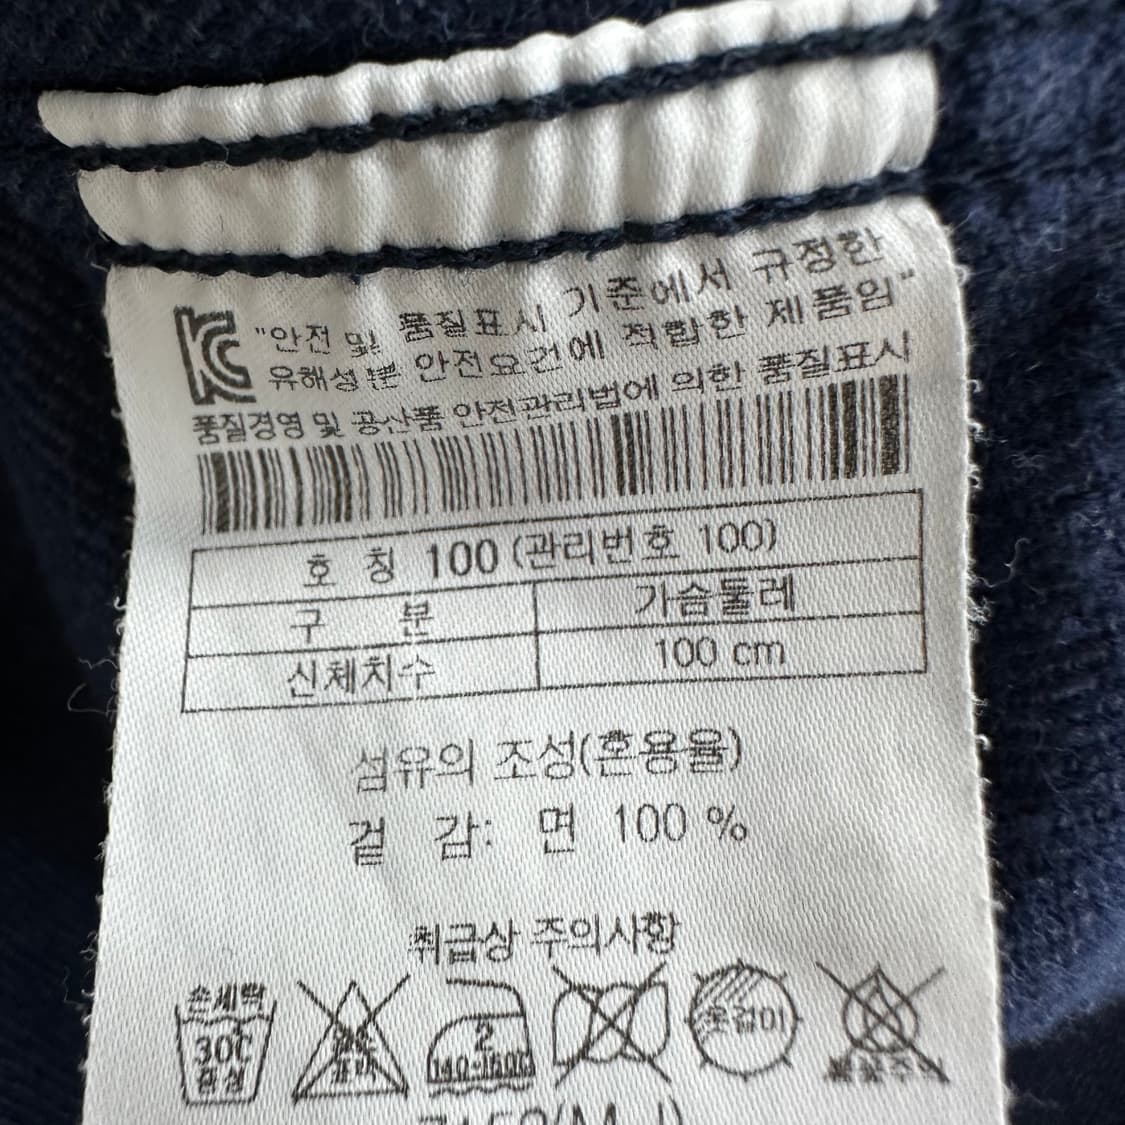 KC "안전 및 품질표시 기준에서 규정한
유해성분 안전요건에 적합한 제품임"
품질경영 및 공산품 안전관리법에 의한 품질표시
호 칭 100 (관리번호 100)
구 분 가슴둘레
신체치수 100 cm
섬유의 조성(혼용율)
겉 감: 면 100 %
취급상 주의사항
손세탁 2 옷걸이
30℃ 140~160℃
중성